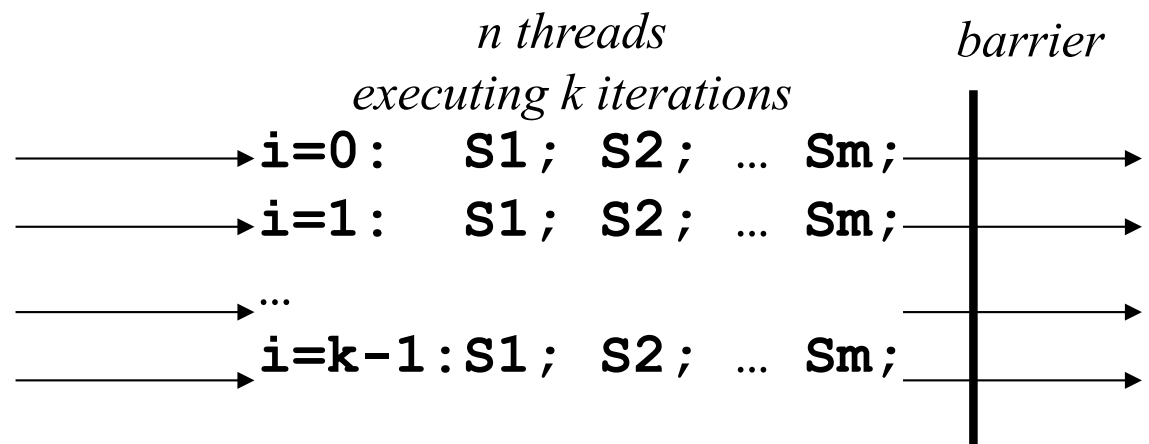 n threads
barrier
executing k iterations
i=0: S1; S2; … Sm;
i=1: S1; S2; … Sm;
…
i=k-1:S1; S2; … Sm;